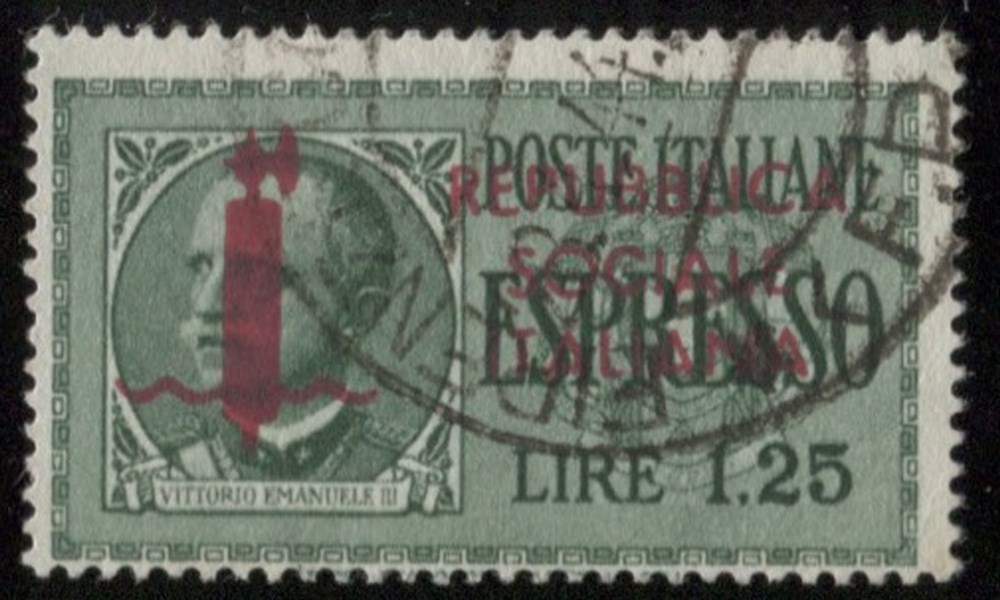 POSTE ITALIANE
REPUBBLICA
SOCIALE
ESPRESSO
ITALIANA
LIRE 1.25
VITTORIO EMANUELE III